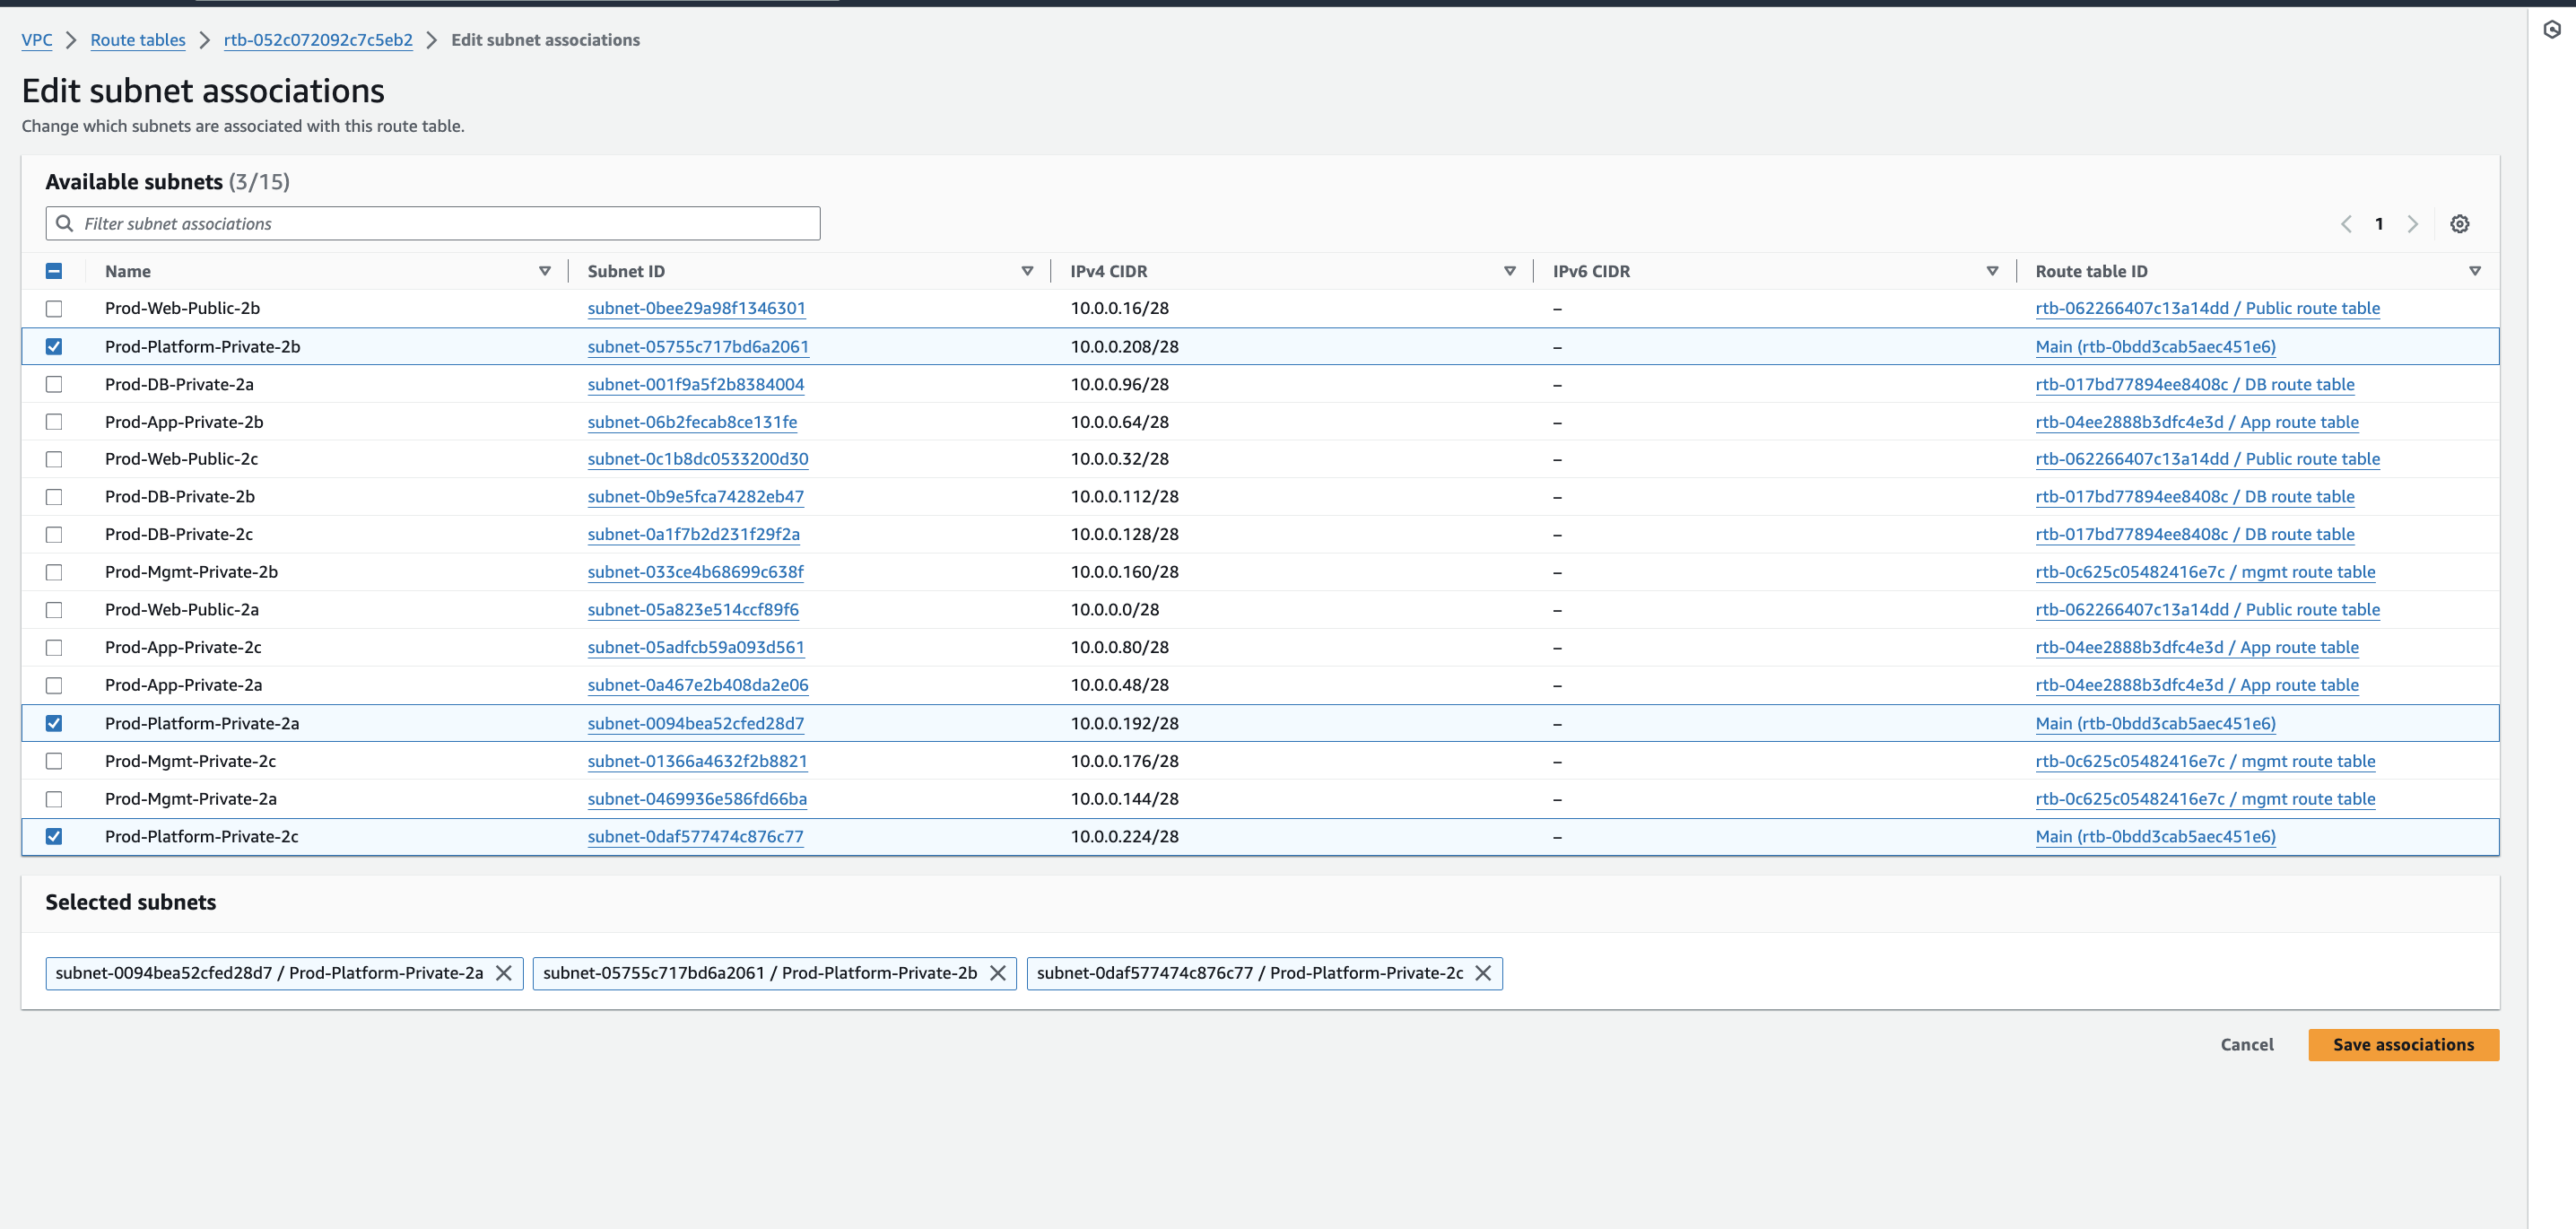 VPC > Route tables > rtb-052c072092c7c5eb2 > Edit subnet associations
Edit subnet associations
Change which subnets are associated with this route table.
Available subnets (3/15)
Filter subnet associations
1
Name Subnet ID IPv4 CIDR IPv6 CIDR Route table ID
Prod-Web-Public-2b subnet-0bee29a98f1346301 10.0.0.16/28 – rtb-062266407c13a14dd / Public route table
Prod-Platform-Private-2b subnet-05755c717bd6a2061 10.0.0.208/28 – Main (rtb-0bdd3cab5aec451e6)
Prod-DB-Private-2a subnet-001f9a5f2b8384004 10.0.0.96/28 – rtb-017bd77894ee8408c / DB route table
Prod-App-Private-2b subnet-06b2fecab8ce131fe 10.0.0.64/28 – rtb-04ee2888b3dfc4e3d / App route table
Prod-Web-Public-2c subnet-0c1b8dc0533200d30 10.0.0.32/28 – rtb-062266407c13a14dd / Public route table
Prod-DB-Private-2b subnet-0b9e5fca74282eb47 10.0.0.112/28 – rtb-017bd77894ee8408c / DB route table
Prod-DB-Private-2c subnet-0a1f7b2d231f29f2a 10.0.0.128/28 – rtb-017bd77894ee8408c / DB route table
Prod-Mgmt-Private-2b subnet-033ce4b68699c638f 10.0.0.160/28 – rtb-0c625c05482416e7c / mgmt route table
Prod-Web-Public-2a subnet-05a823e514ccf89f6 10.0.0.0/28 – rtb-062266407c13a14dd / Public route table
Prod-App-Private-2c subnet-05adfcb59a093d561 10.0.0.80/28 – rtb-04ee2888b3dfc4e3d / App route table
Prod-App-Private-2a subnet-0a467e2b408da2e06 10.0.0.48/28 – rtb-04ee2888b3dfc4e3d / App route table
Prod-Platform-Private-2a subnet-0094bea52cfed28d7 10.0.0.192/28 – Main (rtb-0bdd3cab5aec451e6)
Prod-Mgmt-Private-2c subnet-01366a4632f2b8821 10.0.0.176/28 – rtb-0c625c05482416e7c / mgmt route table
Prod-Mgmt-Private-2a subnet-0469936e586fd66ba 10.0.0.144/28 – rtb-0c625c05482416e7c / mgmt route table
Prod-Platform-Private-2c subnet-0daf577474c876c77 10.0.0.224/28 – Main (rtb-0bdd3cab5aec451e6)
Selected subnets
subnet-0094bea52cfed28d7 / Prod-Platform-Private-2a subnet-05755c717bd6a2061 / Prod-Platform-Private-2b subnet-0daf577474c876c77 / Prod-Platform-Private-2c
Cancel Save associations